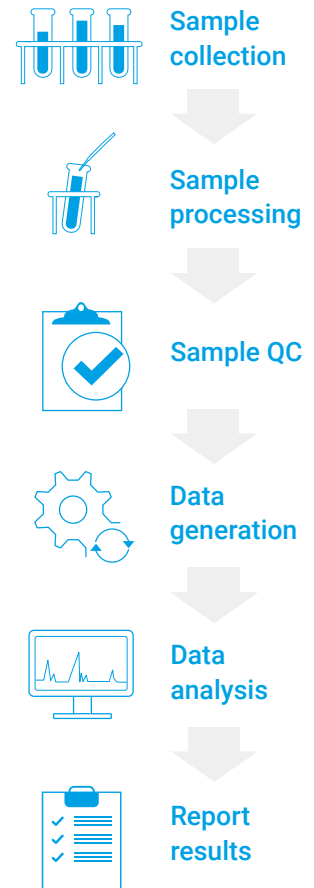 Sample
collection
Sample
processing
Sample QC
Data
generation
Data
analysis
Report
results